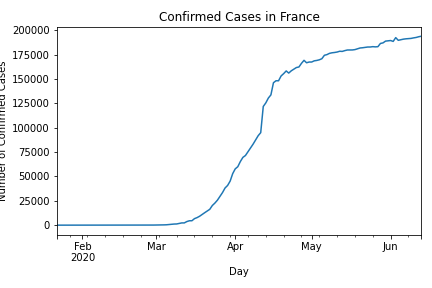 Confirmed Cases in France
Number of Confirmed Cases
200000
175000
150000
125000
100000
75000
50000
25000
0
Feb
2020
Mar
Apr
May
Jun
Day